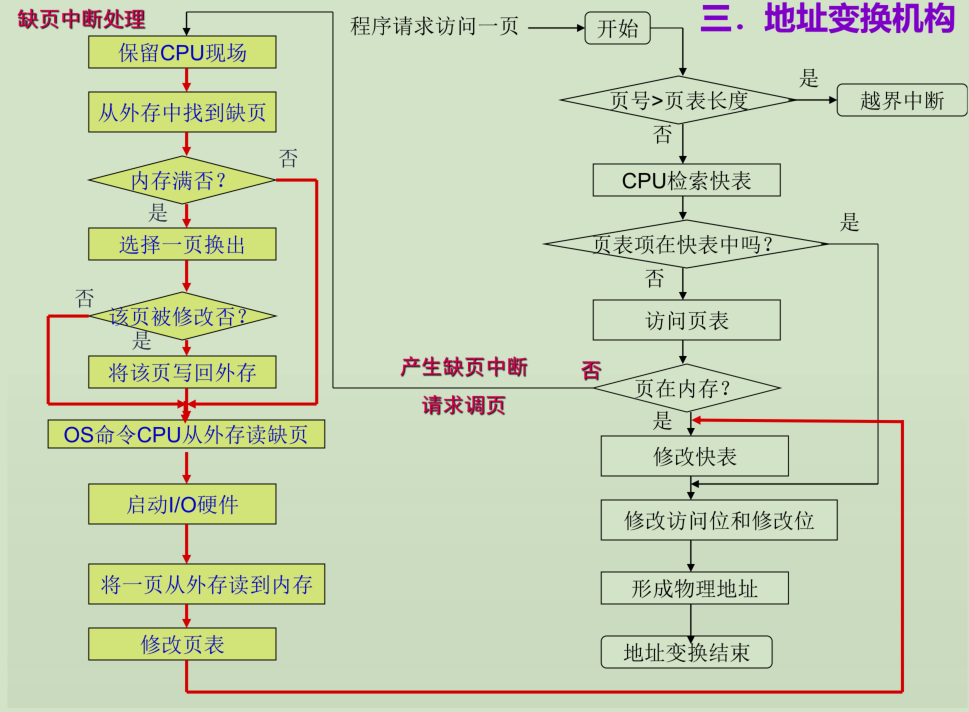 三．地址变换机构
缺页中断处理
保留CPU现场
从外存中找到缺页
内存满否？
否
是
选择一页换出
该页被修改否？
否
是
将该页写回外存
OS命令CPU从外存读缺页
启动I/O硬件
将一页从外存读到内存
修改页表
程序请求访问一页
开始
页号>页表长度
是
越界中断
否
CPU检索快表
页表项在快表中吗？
是
否
访问页表
页在内存？
否
产生缺页中断
请求调页
是
修改快表
修改访问位和修改位
形成物理地址
地址变换结束